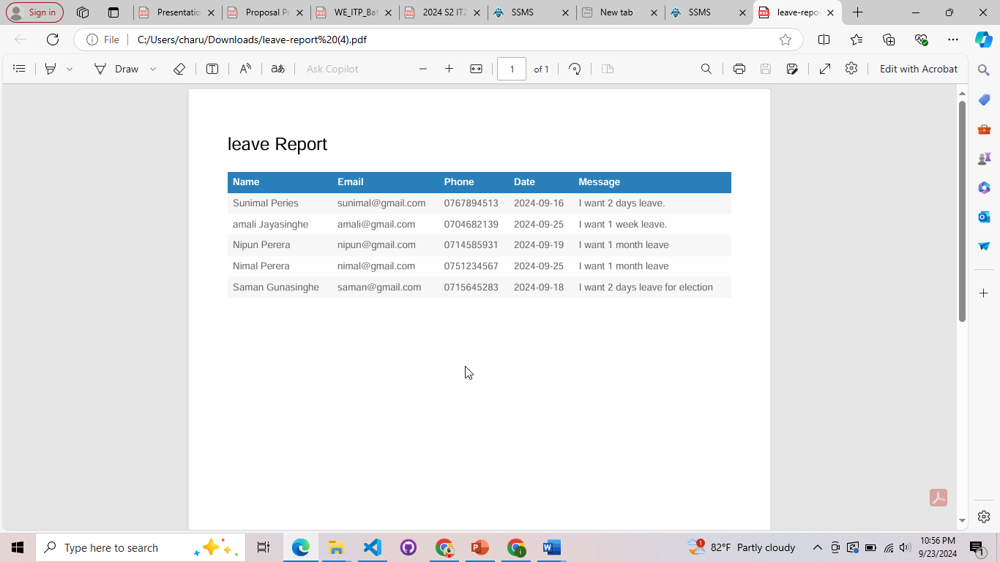 Sign in
Presentatio
Proposal Pr
WE_ITP_Bat
2024 S2 IT2
SSMS
New tab
SSMS
leave-repor
File
C:/Users/charu/Downloads/leave-report%20(4).pdf
Draw
Ask Copilot
1
of 1
Edit with Acrobat
leave Report
Name Email Phone Date Message
Sunimal Peries sunimal@gmail.com 0767894513 2024-09-16 I want 2 days leave.
amali Jayasinghe amali@gmail.com 0704682139 2024-09-25 I want 1 week leave.
Nipun Perera nipun@gmail.com 0714585931 2024-09-19 I want 1 month leave
Nimal Perera nimal@gmail.com 0751234567 2024-09-25 I want 1 month leave
Saman Gunasinghe saman@gmail.com 0715645283 2024-09-18 I want 2 days leave for election
Type here to search
82°F Partly cloudy
10:56 PM
9/23/2024